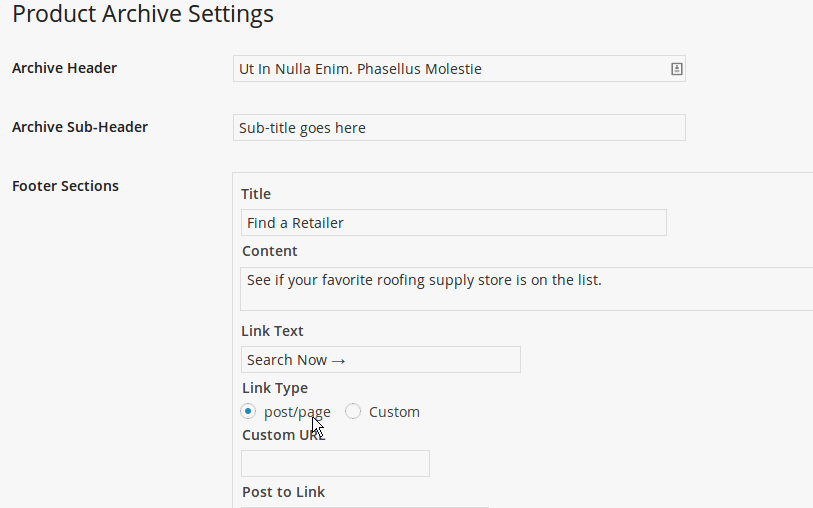 Product Archive Settings
Archive Header
Ut In Nulla Enim. Phasellus Molestie
Archive Sub-Header
Sub-title goes here
Footer Sections
Title
Find a Retailer
Content
See if your favorite roofing supply store is on the list.
Link Text
Search Now →
Link Type
post/page Custom
Custom URL
Post to Link